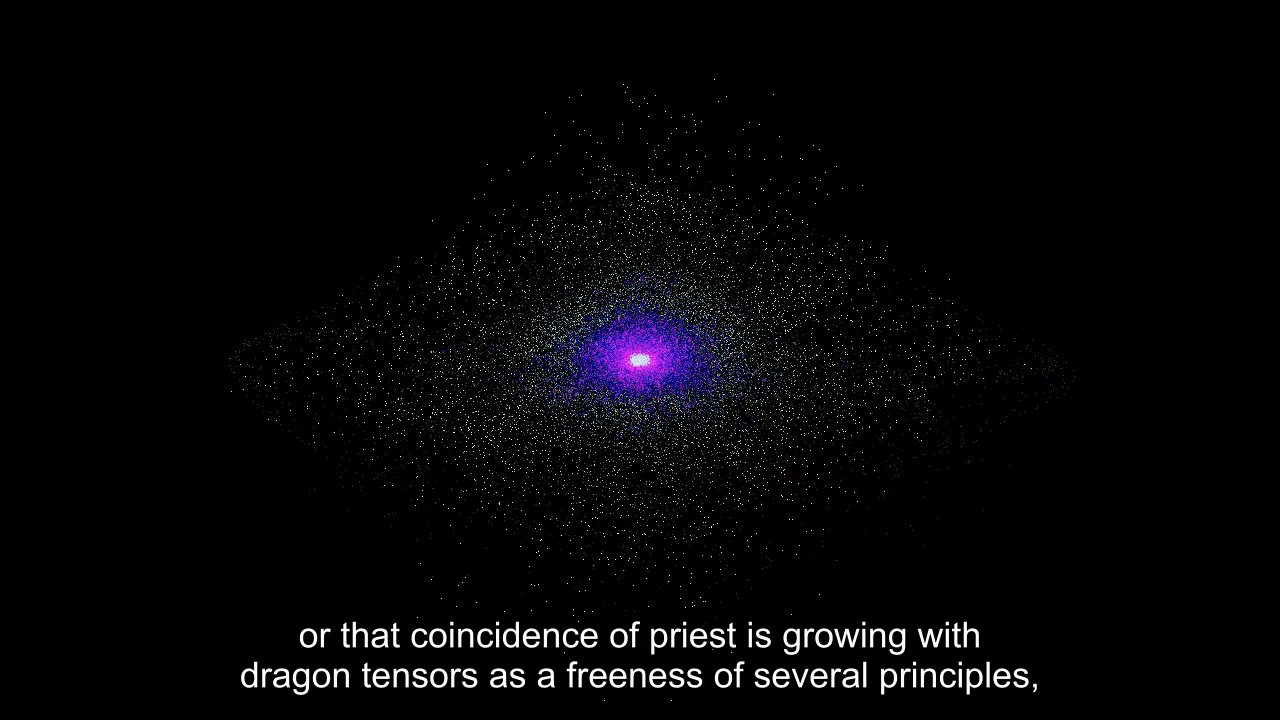 or that coincidence of priest is growing with
dragon tensors as a freeness of several principles,